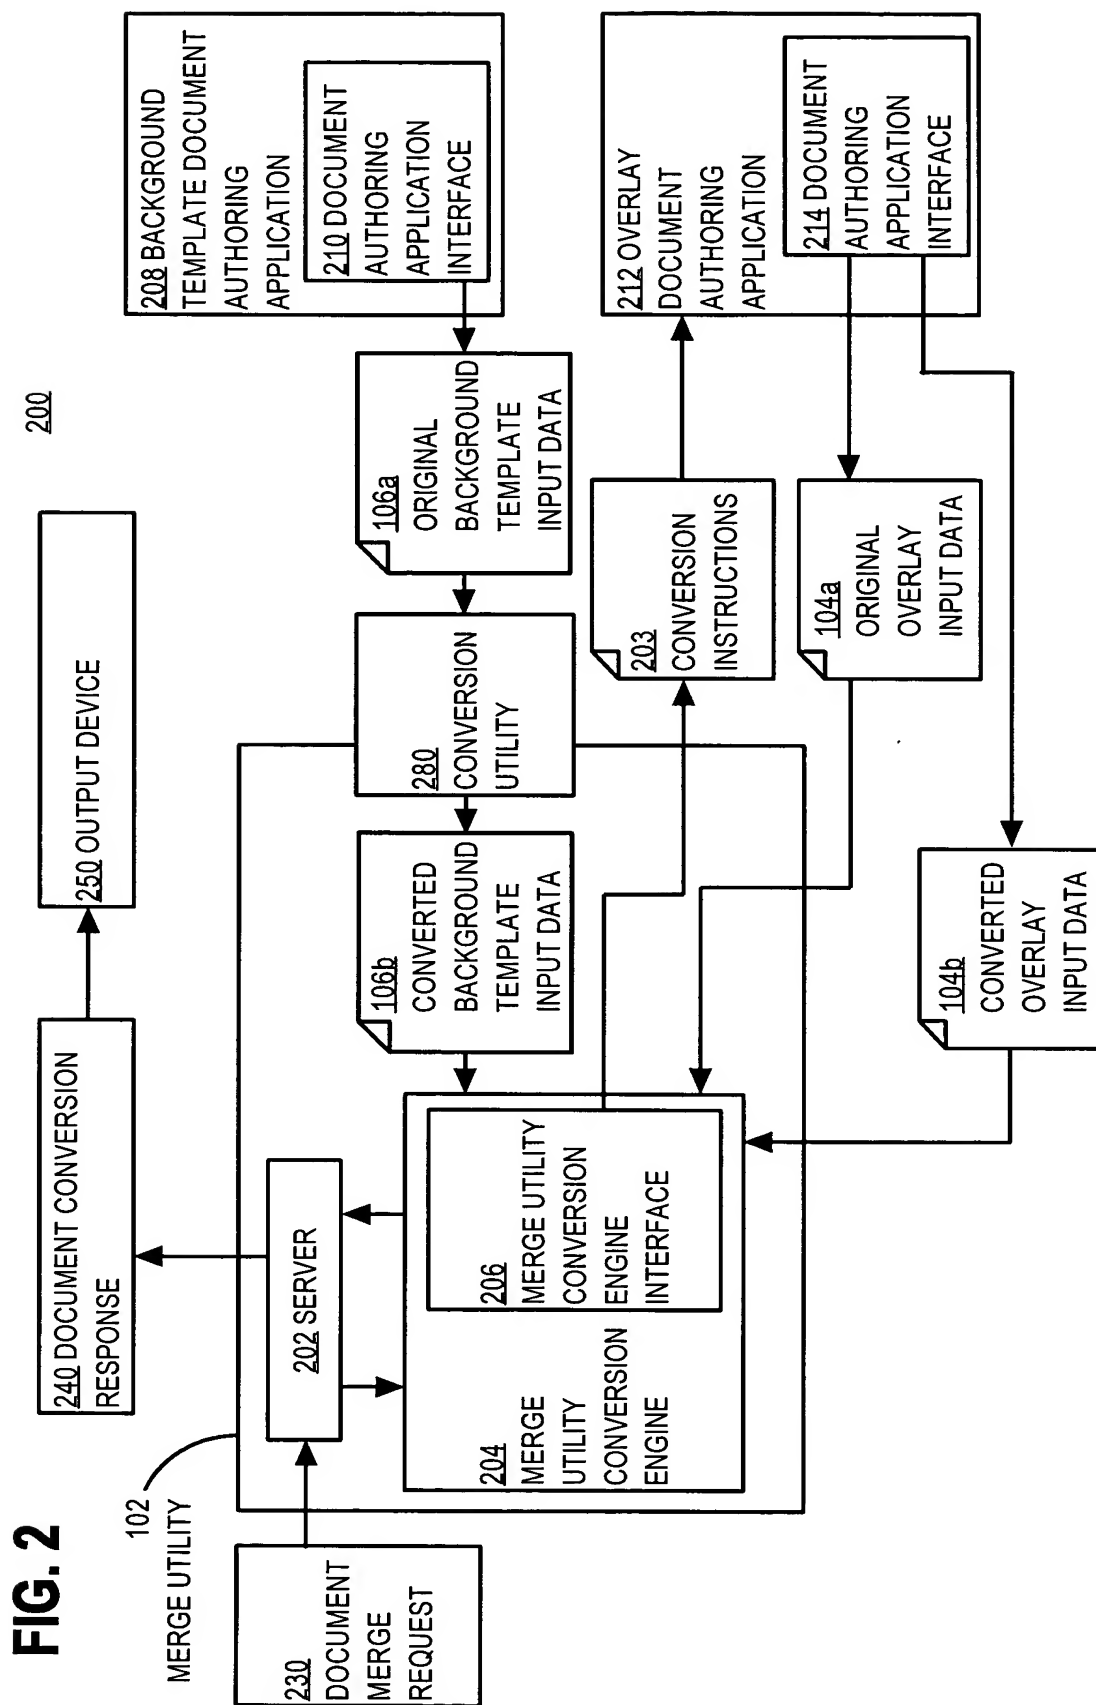 FIG. 2
200
102
MERGE UTILITY
230 DOCUMENT
MERGE
REQUEST
240 DOCUMENT CONVERSION
RESPONSE
250 OUTPUT DEVICE
202 SERVER
204 MERGE
UTILITY
CONVERSION
ENGINE
206 MERGE UTILITY
CONVERSION
ENGINE
INTERFACE
106b CONVERTED
BACKGROUND
TEMPLATE
INPUT DATA
280 CONVERSION
UTILITY
106a ORIGINAL
BACKGROUND
TEMPLATE
INPUT DATA
208 BACKGROUND
TEMPLATE DOCUMENT
AUTHORING
APPLICATION
210 DOCUMENT
AUTHORING
APPLICATION
INTERFACE
203 CONVERSION
INSTRUCTIONS
212 OVERLAY
DOCUMENT
AUTHORING
APPLICATION
214 DOCUMENT
AUTHORING
APPLICATION
INTERFACE
104a ORIGINAL
OVERLAY
INPUT DATA
104b CONVERTED
OVERLAY
INPUT DATA